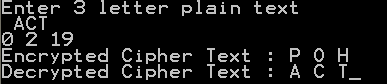 Enter 3 letter plain text
ACT
0 2 19
Encrypted Cipher Text : P O H
Decrypted Cipher Text : A C T_